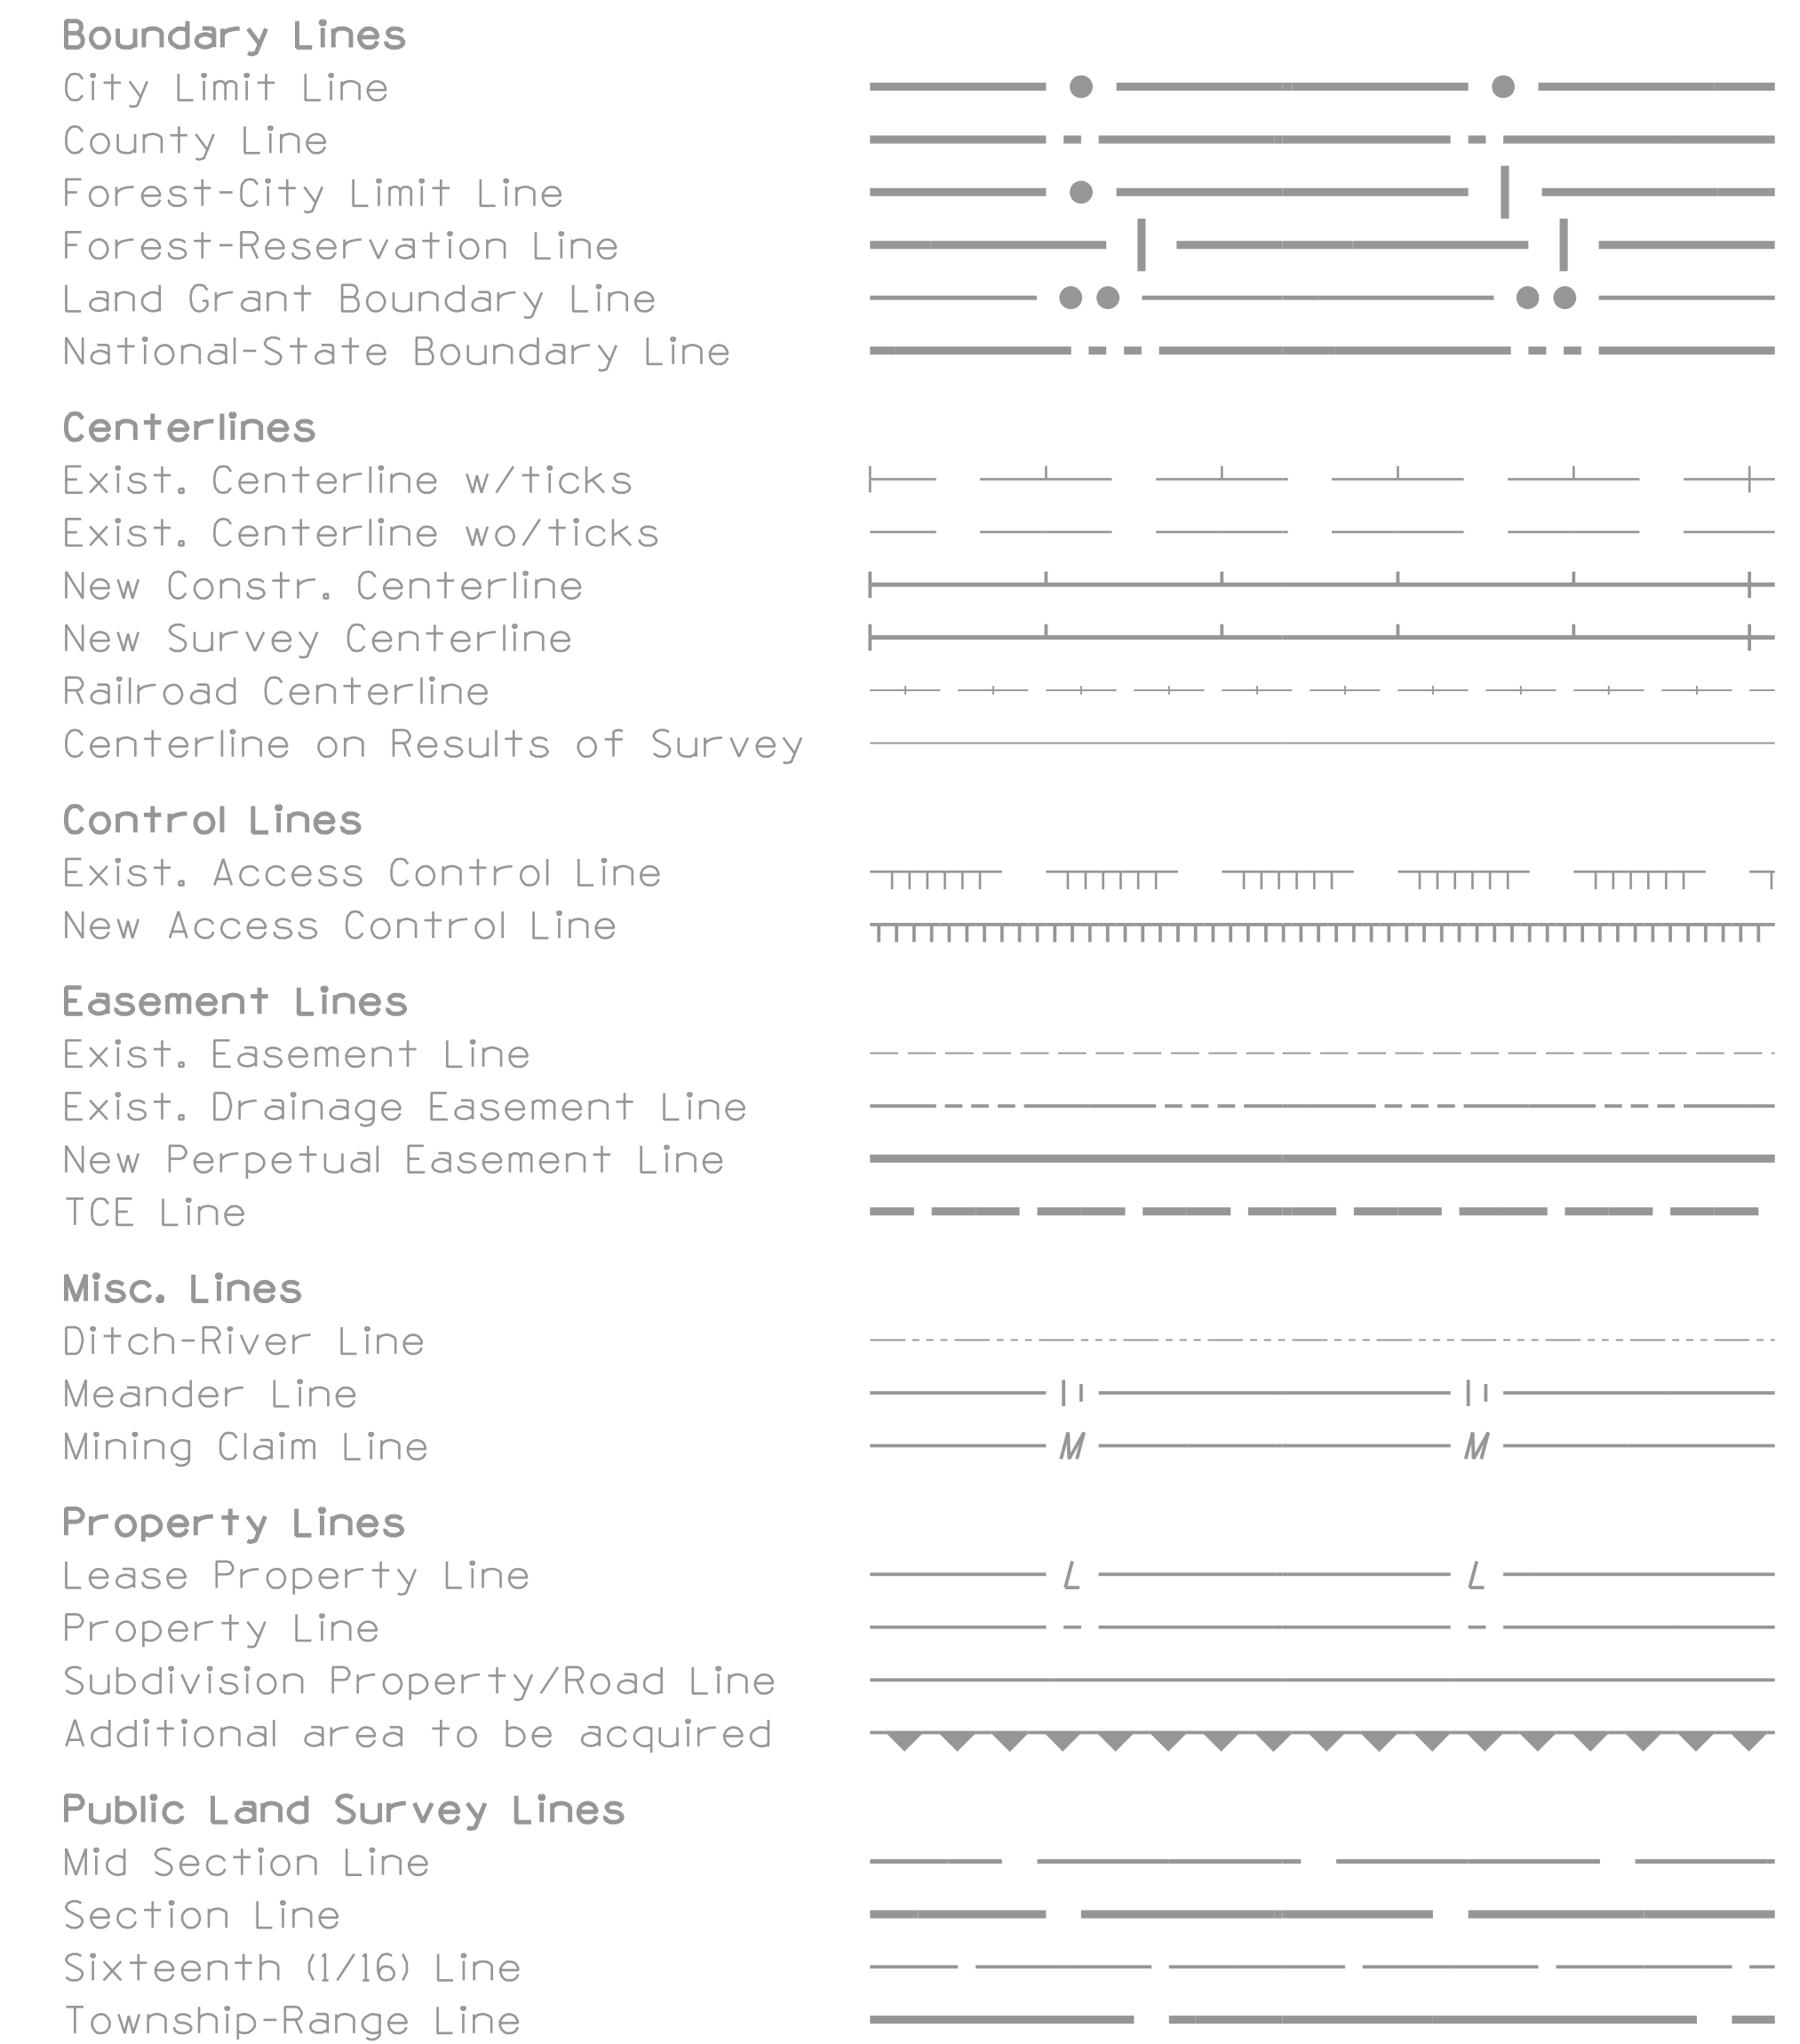 Boundary Lines
City Limit Line
County Line
Forest-City Limit Line
Forest-Reservation Line
Land Grant Boundary Line
National-State Boundary Line
Centerlines
Exist. Centerline w/ticks
Exist. Centerline wo/ticks
New Constr. Centerline
New Survey Centerline
Railroad Centerline
Centerline on Results of Survey
Control Lines
Exist. Access Control Line
New Access Control Line
Easement Lines
Exist. Easement Line
Exist. Drainage Easement Line
New Perpetual Easement Line
TCE Line
Misc. Lines
Ditch-River Line
Meander Line
Mining Claim Line M M
Property Lines
Lease Property Line L L
Property Line
Subdivision Property/Road Line
Additional area to be acquired
Public Land Survey Lines
Mid Section Line
Section Line
Sixteenth (1/16) Line
Township-Range Line